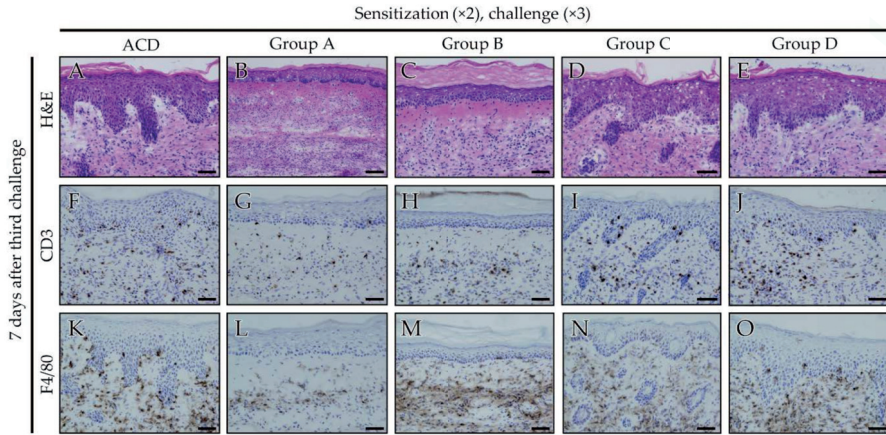 Sensitization (×2), challenge (×3)
ACD
Group A
Group B
Group C
Group D
7 days after third challenge
H&E
A
B
C
D
E
CD3
F
G
H
I
J
F4/80
K
L
M
N
O